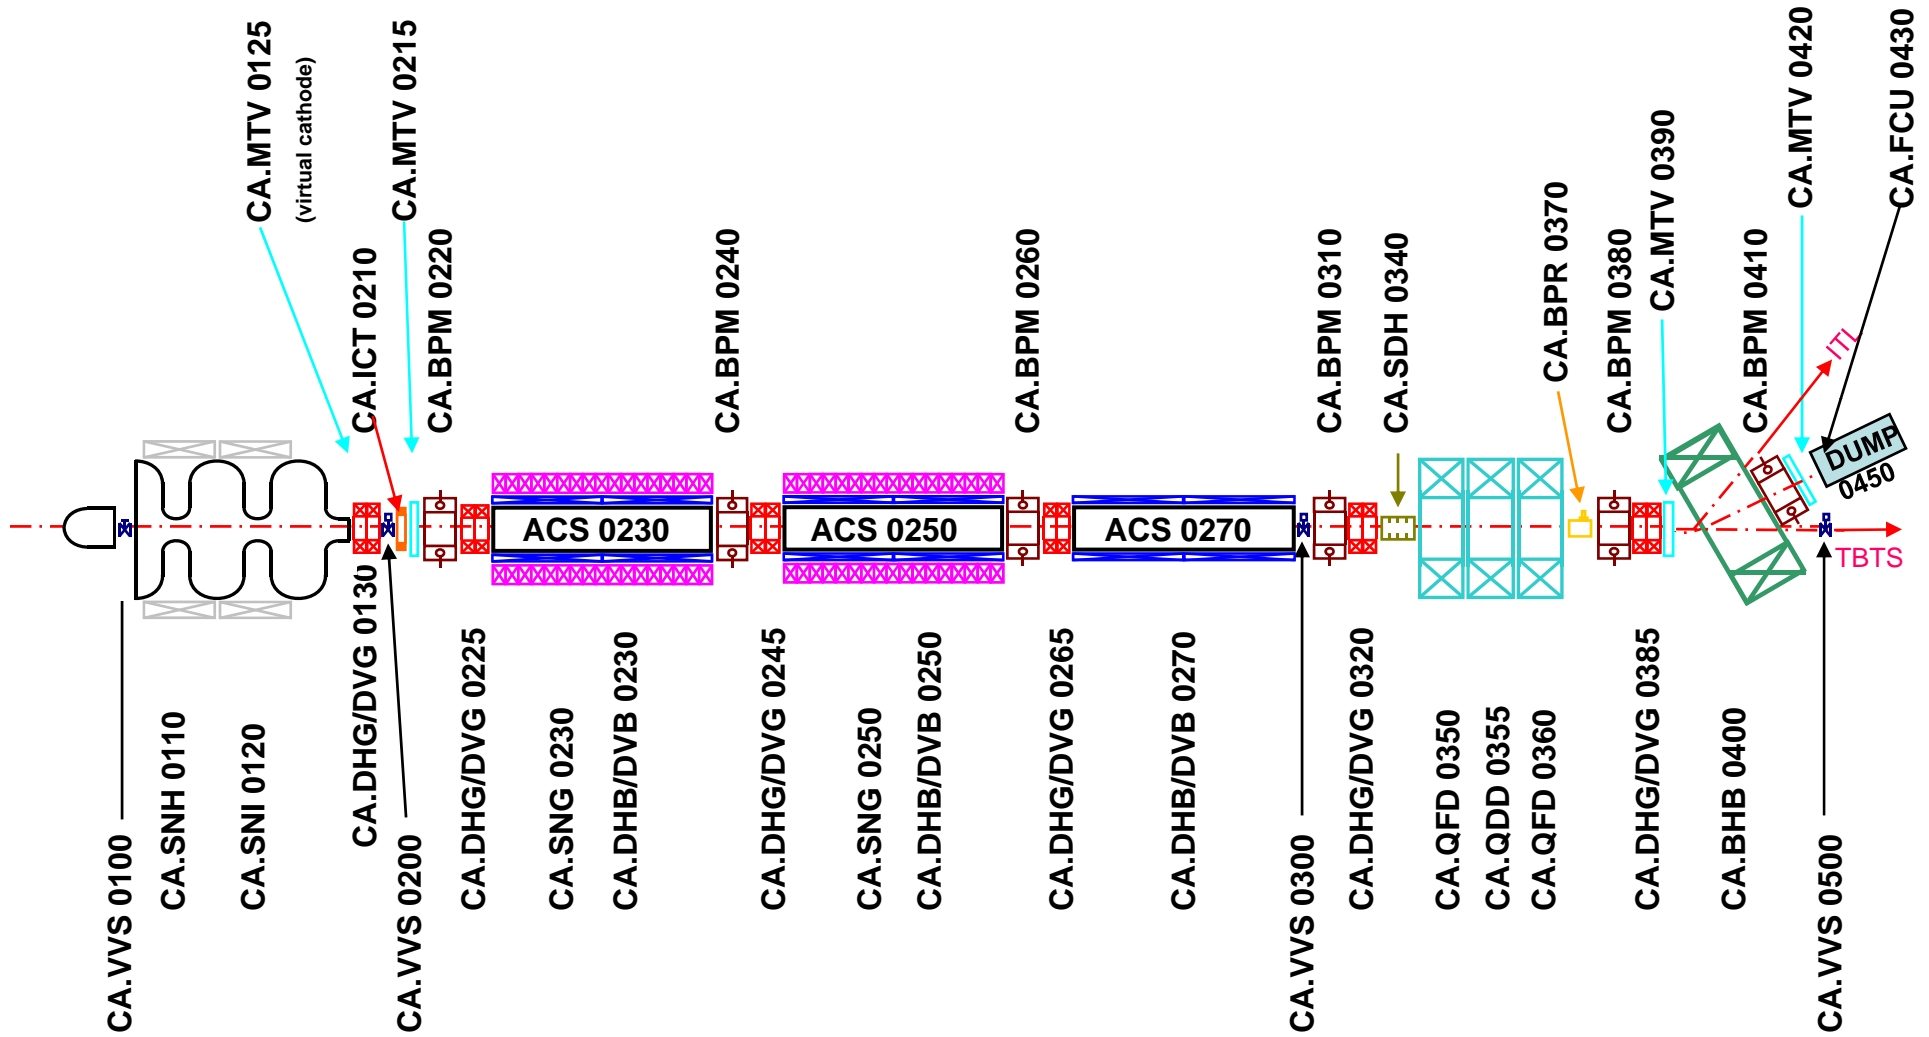 CA.MTV 0125
(virtual cathode)
CA.MTV 0215
CA.ICT 0210
CA.BPM 0220
CA.BPM 0240
CA.BPM 0260
CA.BPM 0310
CA.SDH 0340
CA.BPR 0370
CA.BPM 0380
CA.MTV 0390
CA.BPM 0410
CA.MTV 0420
CA.FCU 0430
ITL
DUMP
0450
TBTS
ACS 0230
ACS 0250
ACS 0270
CA.VVS 0100
CA.SNH 0110
CA.SNI 0120
CA.DHG/DVG 0130
CA.VVS 0200
CA.DHG/DVG 0225
CA.SNG 0230
CA.DHB/DVB 0230
CA.DHG/DVG 0245
CA.SNG 0250
CA.DHB/DVB 0250
CA.DHG/DVG 0265
CA.DHB/DVB 0270
CA.VVS 0300
CA.DHG/DVG 0320
CA.QFD 0350
CA.QDD 0355
CA.QFD 0360
CA.DHG/DVG 0385
CA.BHB 0400
CA.VVS 0500